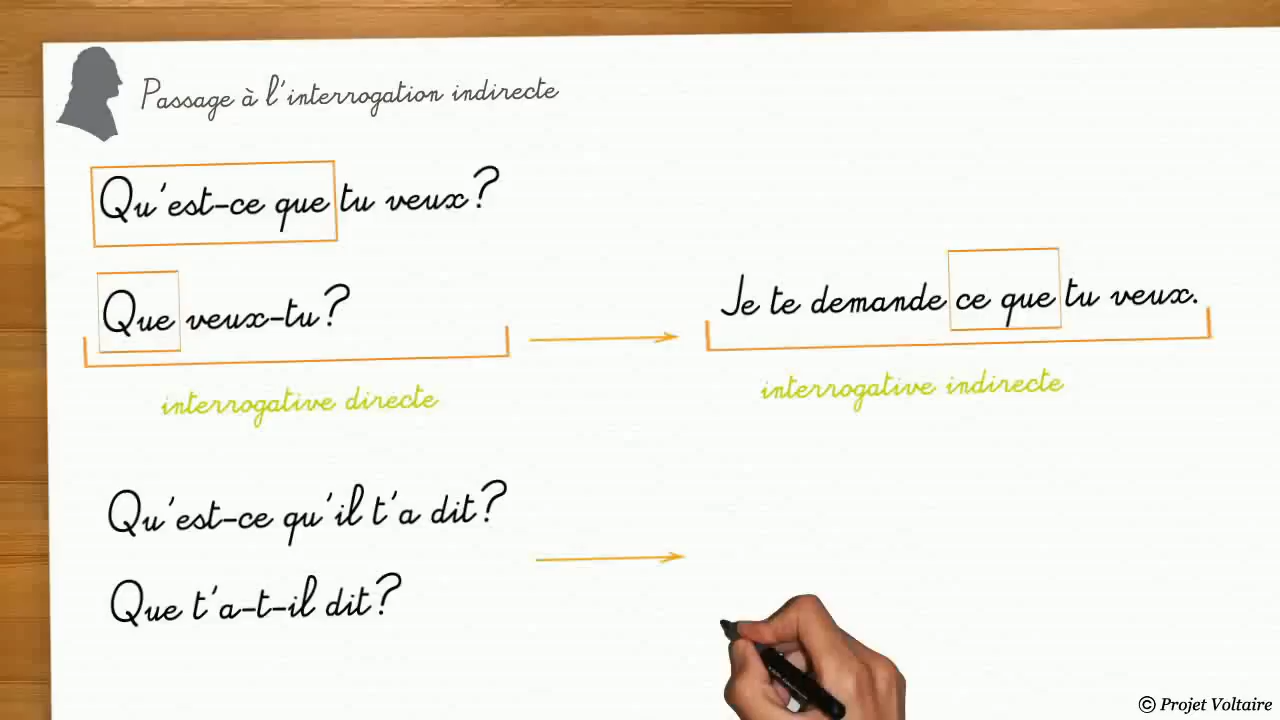 Passage à l'interrogation indirecte
Qu'est-ce que tu veux?
Que veux-tu?
Je te demande ce que tu veux.
interrogative directe
interrogative indirecte
Qu'est-ce qu'il t'a dit?
Que t'a-t-il dit?
© Projet Voltaire